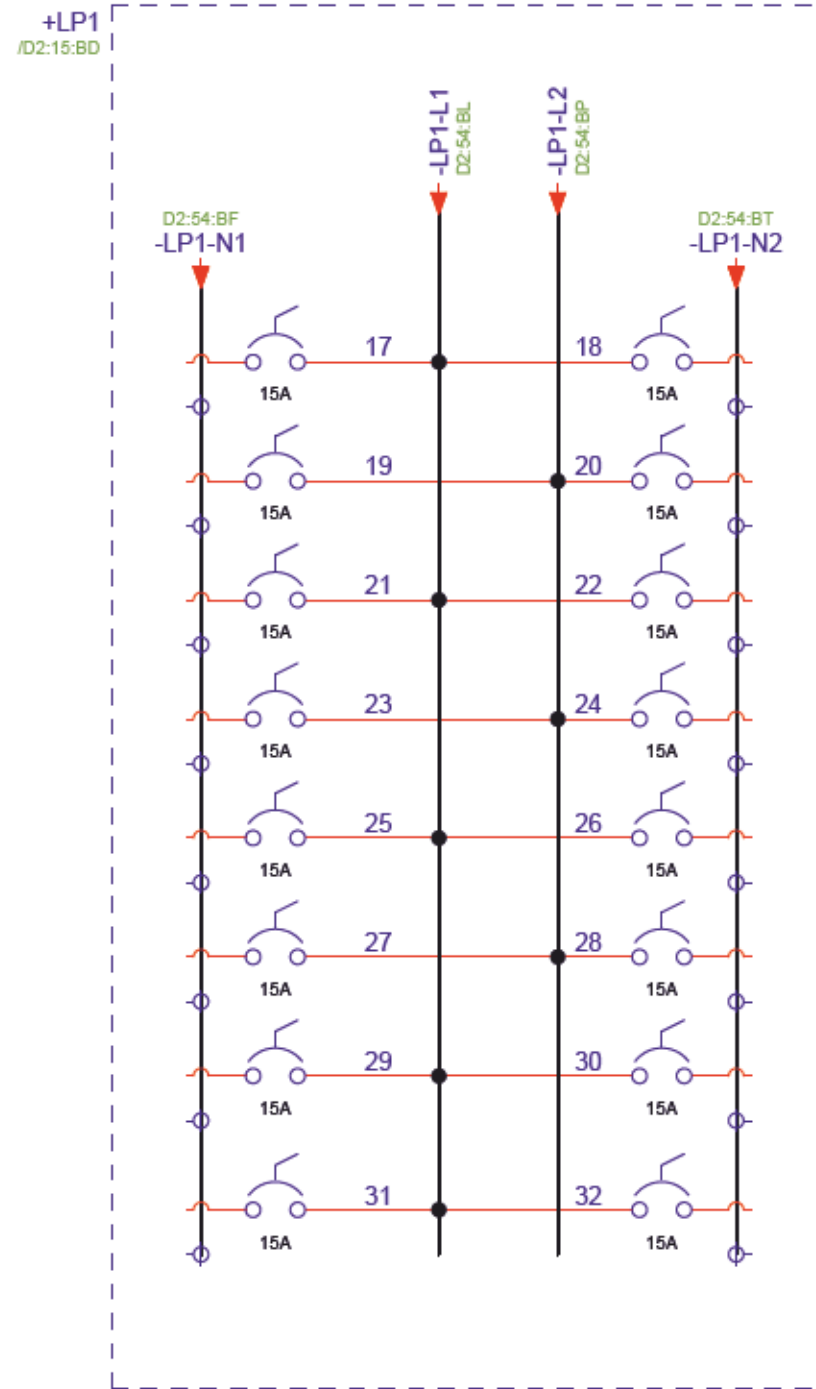 +LP1
/D2:15:BD
-LP1-L1
D2:54:BL
-LP1-L2
D2:54:BP
D2:54:BF
-LP1-N1
D2:54:BT
-LP1-N2
17 18
15A 15A
19 20
15A 15A
21 22
15A 15A
23 24
15A 15A
25 26
15A 15A
27 28
15A 15A
29 30
15A 15A
31 32
15A 15A